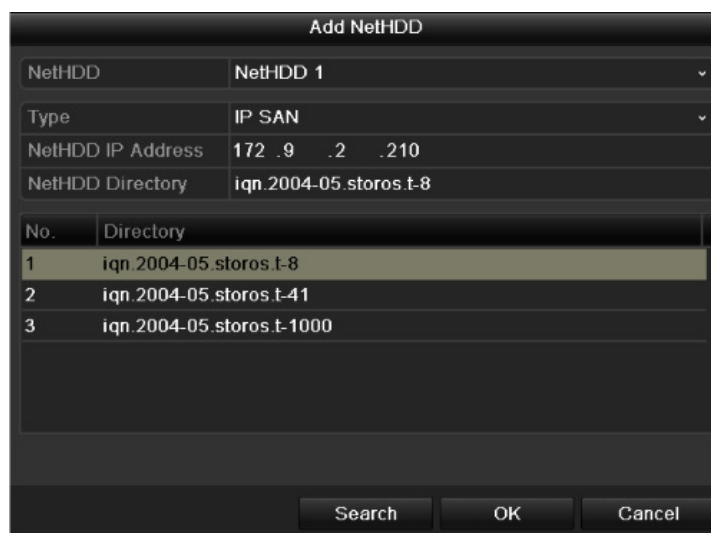 Add NetHDD
NetHDD NetHDD 1
Type IP SAN
NetHDD IP Address 172 .9 .2 .210
NetHDD Directory iqn.2004-05.storos.t-8
No. Directory
1 iqn.2004-05.storos.t-8
2 iqn.2004-05.storos.t-41
3 iqn.2004-05.storos.t-1000
Search OK Cancel